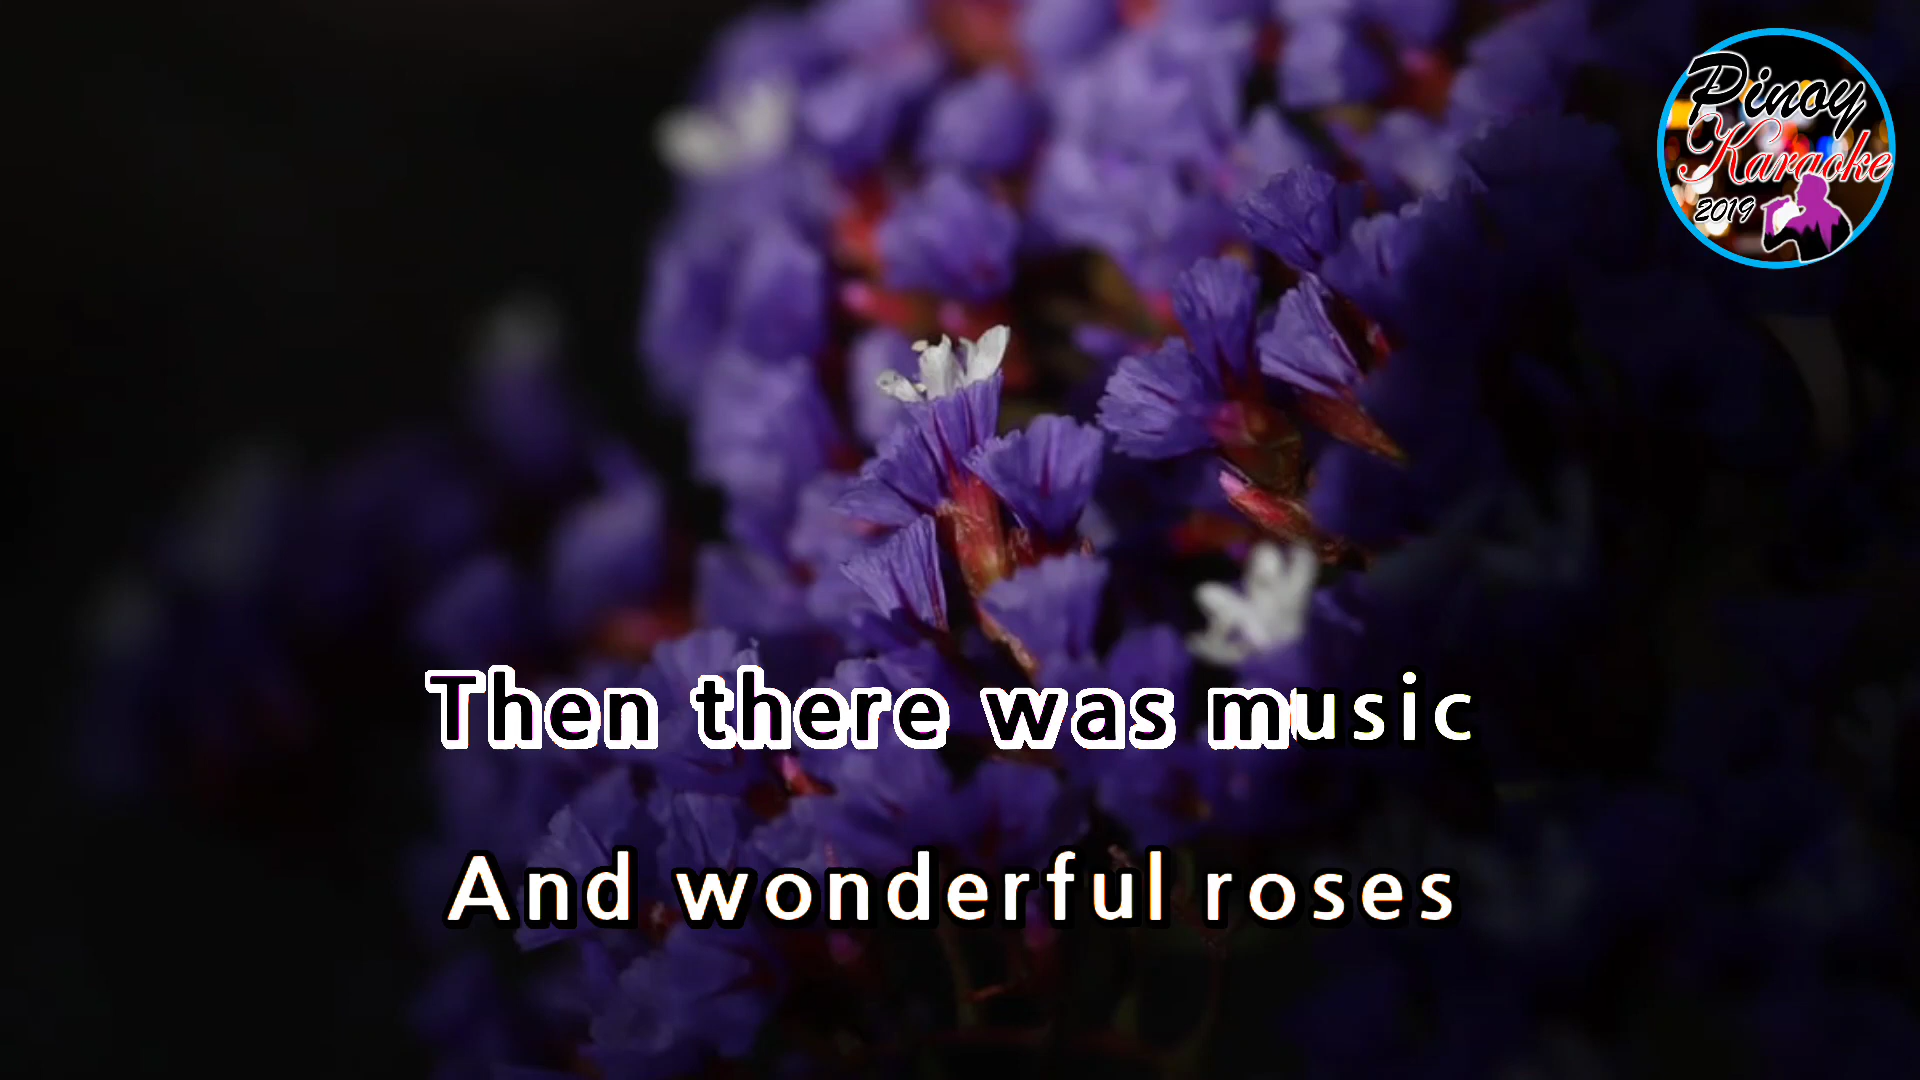 Pinoy
Karaoke
2019
Then there was music
And wonderful roses